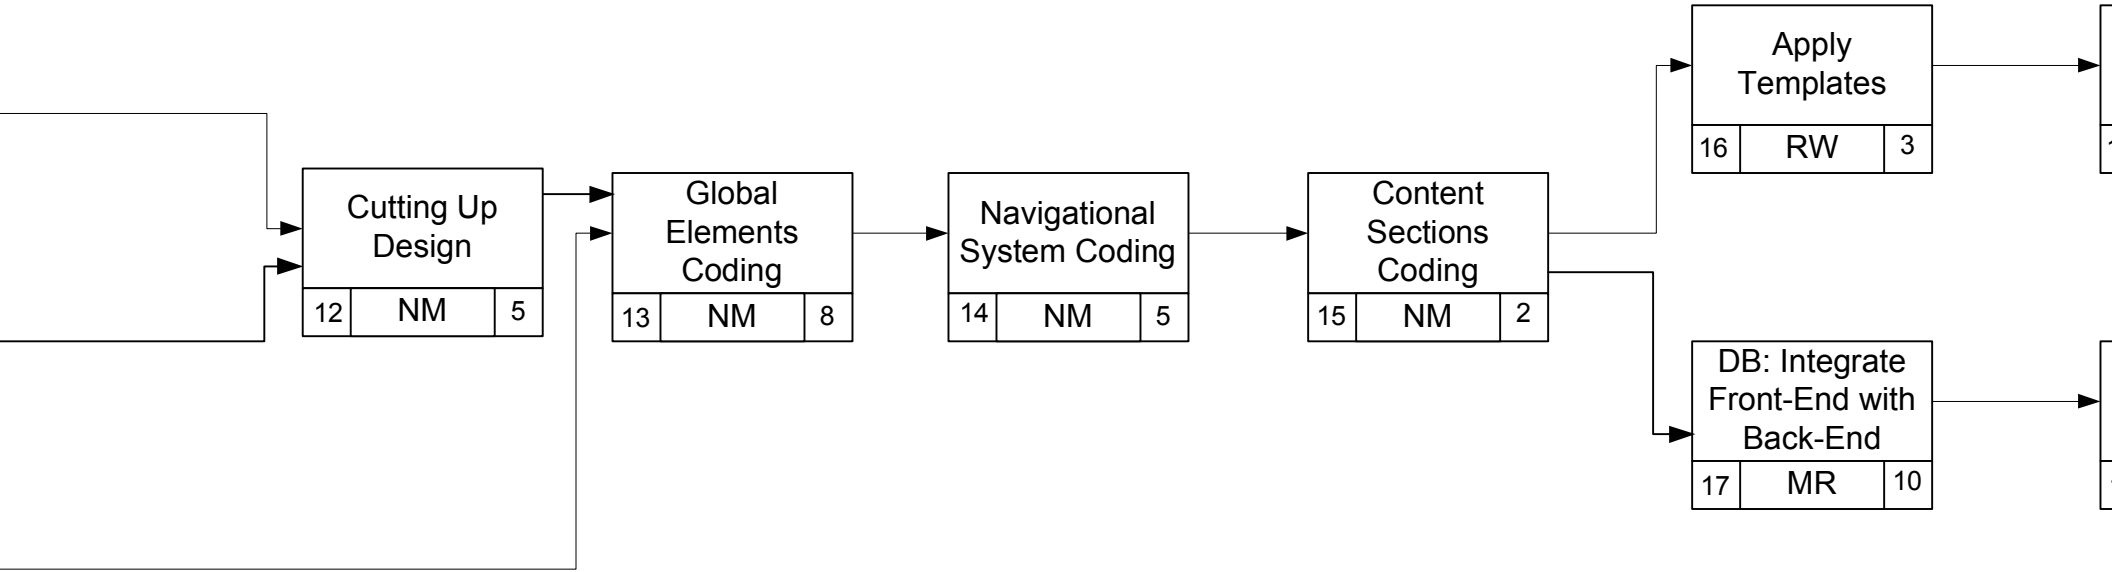 Apply
Templates
16 RW 3
Cutting Up
Design
12 NM 5
Global
Elements
Coding
13 NM 8
Navigational
System Coding
14 NM 5
Content
Sections
Coding
15 NM 2
DB: Integrate
Front-End with
Back-End
17 MR 10